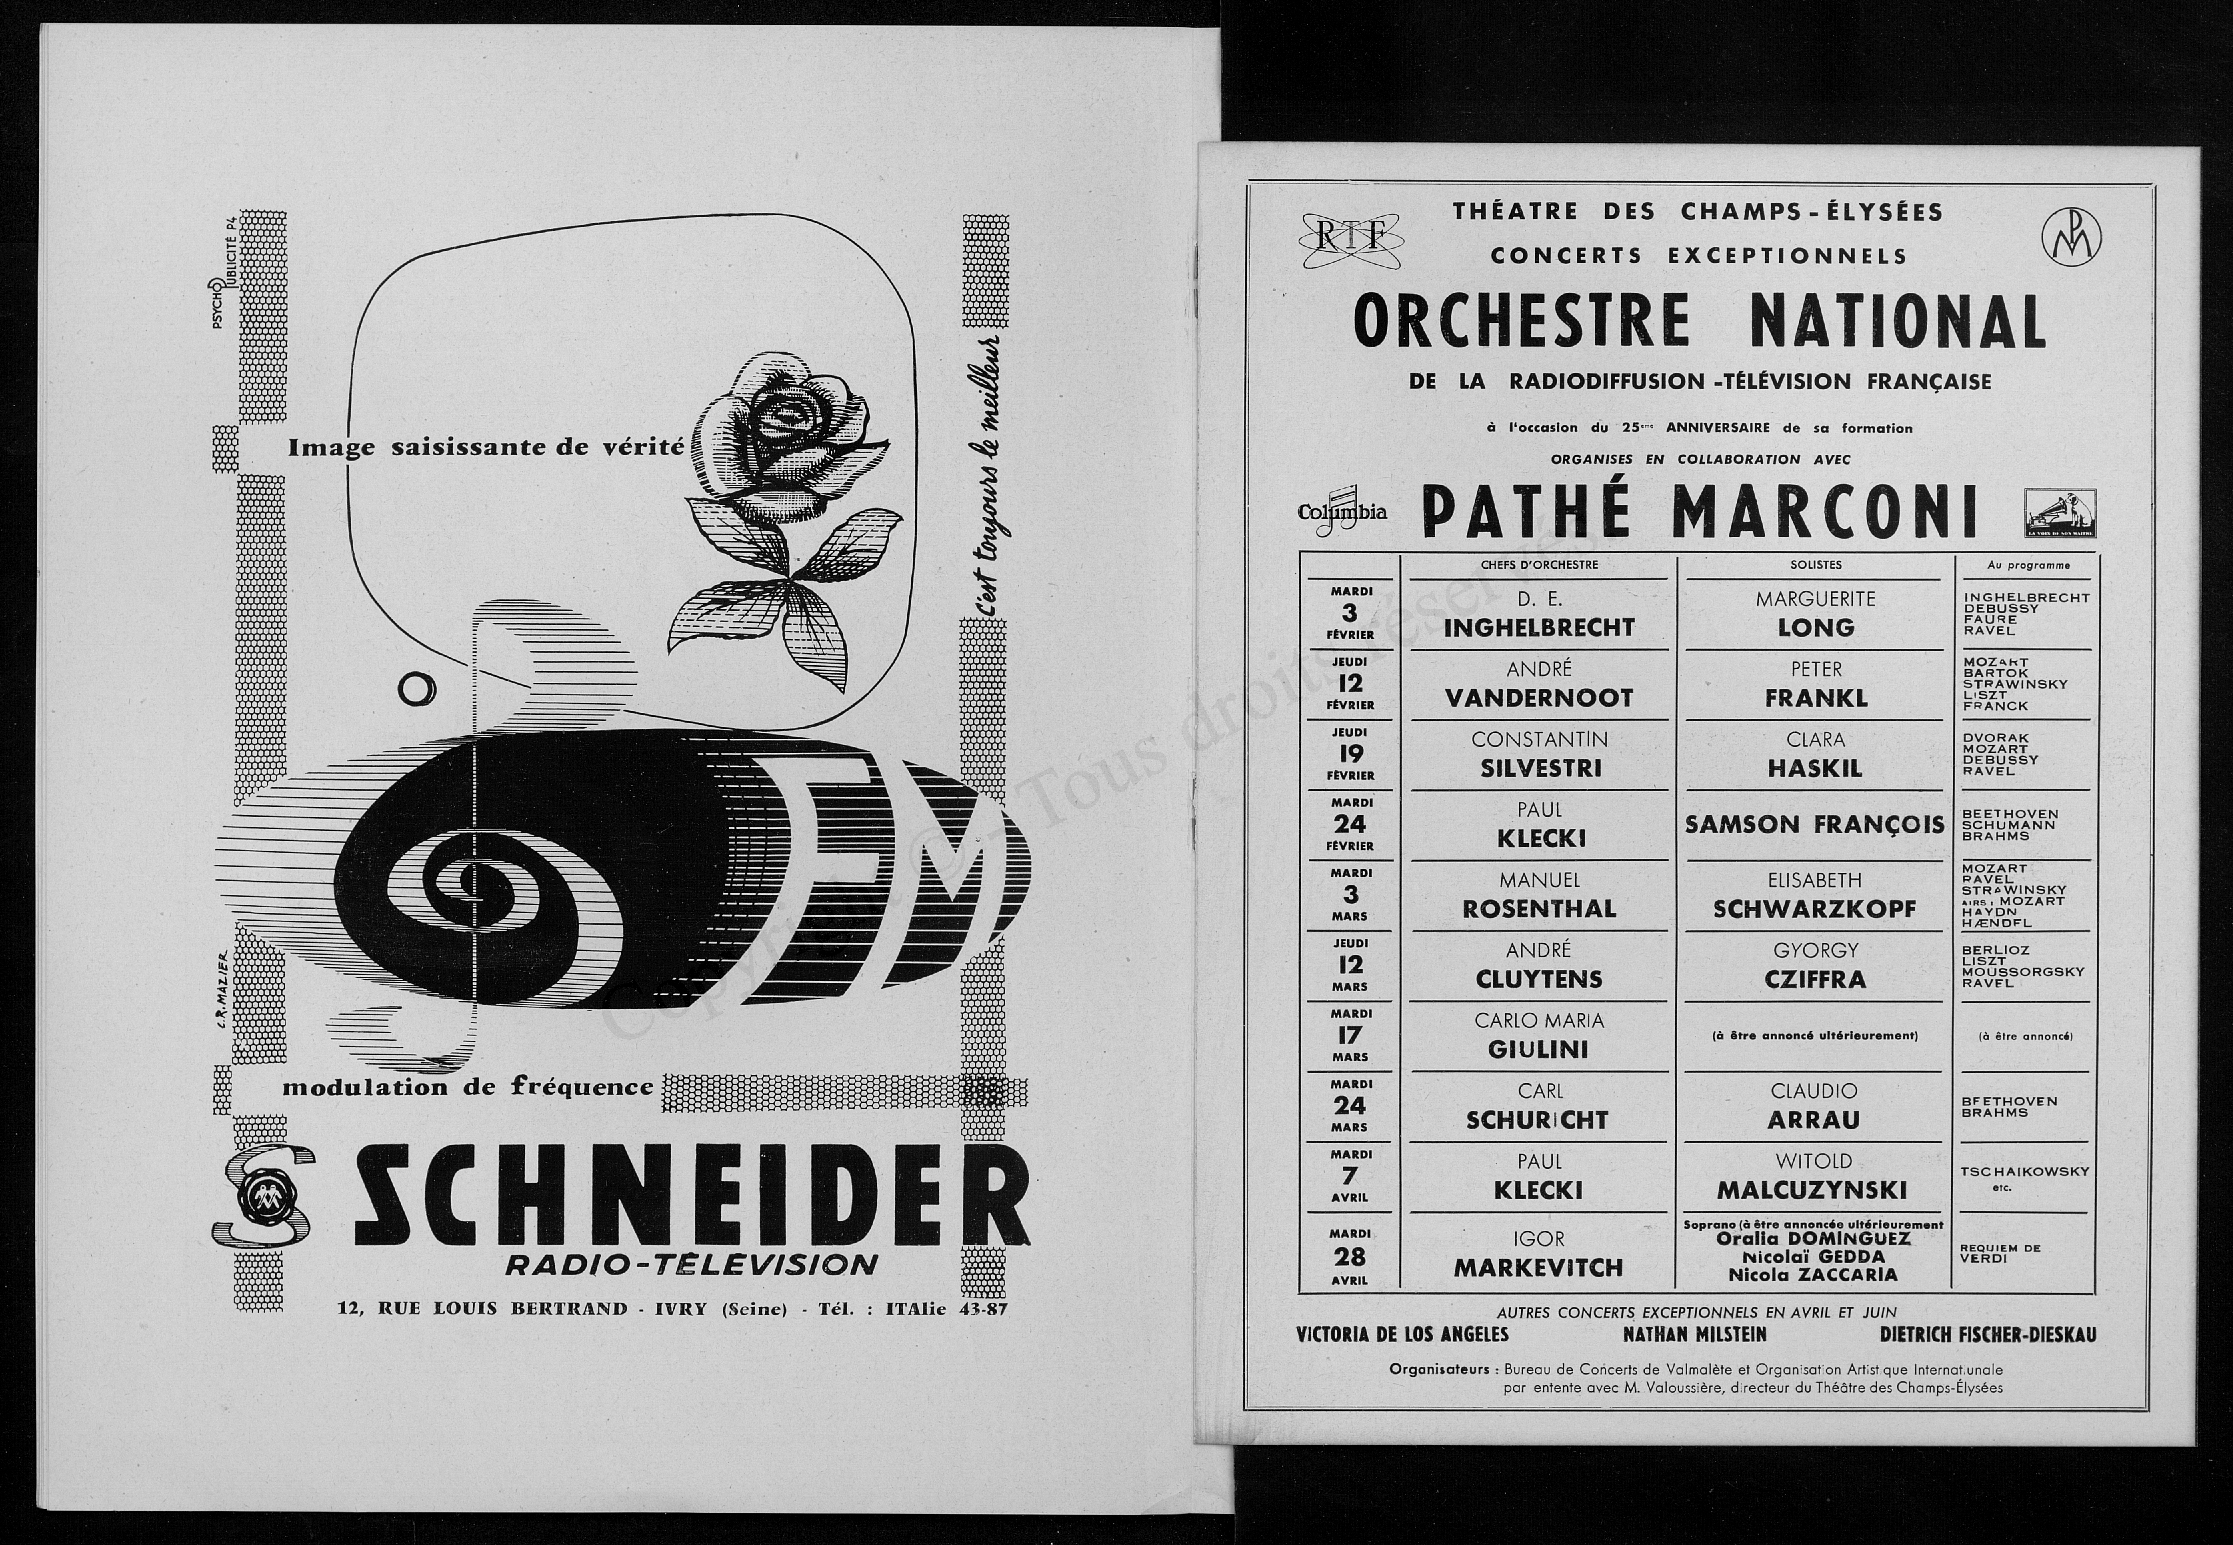 PSYCHO PUBLICITÉ P4
Image saisissante de vérité
C'est toujours le meilleur
FM
C.R. MAZIER
modulation de fréquence
SCHNEIDER
RADIO-TÉLÉVISION
12, RUE LOUIS BERTRAND - IVRY (Seine) - Tél. : ITAlie 43-87
Copyright © - Tous droits réservés
RTF
THÉATRE DES CHAMPS-ÉLYSÉES
CONCERTS EXCEPTIONNELS
ORCHESTRE NATIONAL
DE LA RADIODIFFUSION-TÉLÉVISION FRANÇAISE
à l'occasion du 25eme ANNIVERSAIRE de sa formation
ORGANISES EN COLLABORATION AVEC
Columbia
PATHÉ MARCONI
LA VOIX DE SON MAITRE
CHEFS D'ORCHESTRE SOLISTES Au programme
MARDI 3 FÉVRIER
D. E. INGHELBRECHT
MARGUERITE LONG
INGHELBRECHT
DEBUSSY
FAURE
RAVEL
JEUDI 12 FÉVRIER
ANDRÉ VANDERNOOT
PETER FRANKL
MOZART
BARTOK
STRAWINSKY
LISZT
FRANCK
JEUDI 19 FÉVRIER
CONSTANTIN SILVESTRI
CLARA HASKIL
DVORAK
MOZART
DEBUSSY
RAVEL
MARDI 24 FÉVRIER
PAUL KLECKI
SAMSON FRANÇOIS
BEETHOVEN
SCHUMANN
BRAHMS
MARDI 3 MARS
MANUEL ROSENTHAL
ELISABETH SCHWARZKOPF
MOZART
RAVEL
STRAWINSKY
AIRS : MOZART
HAYDN
HÆNDEL
JEUDI 12 MARS
ANDRÉ CLUYTENS
GYORGY CZIFFRA
BERLIOZ
LISZT
MOUSSORGSKY
RAVEL
MARDI 17 MARS
CARLO MARIA GIULINI
(à être annoncé ultérieurement)
(à être annoncé)
MARDI 24 MARS
CARL SCHURICHT
CLAUDIO ARRAU
BEETHOVEN
BRAHMS
MARDI 7 AVRIL
PAUL KLECKI
WITOLD MALCUZYNSKI
TSCHAIKOWSKY
etc.
MARDI 28 AVRIL
IGOR MARKEVITCH
Soprano (à être annoncée ultérieurement
Oralia DOMINGUEZ
Nicolaï GEDDA
Nicola ZACCARIA
REQUIEM DE
VERDI
AUTRES CONCERTS EXCEPTIONNELS EN AVRIL ET JUIN
VICTORIA DE LOS ANGELES NATHAN MILSTEIN DIETRICH FISCHER-DIESKAU
Organisateurs : Bureau de Concerts de Valmalète et Organisation Artistique Internationale
par entente avec M. Valoussière, directeur du Théâtre des Champs-Élysées